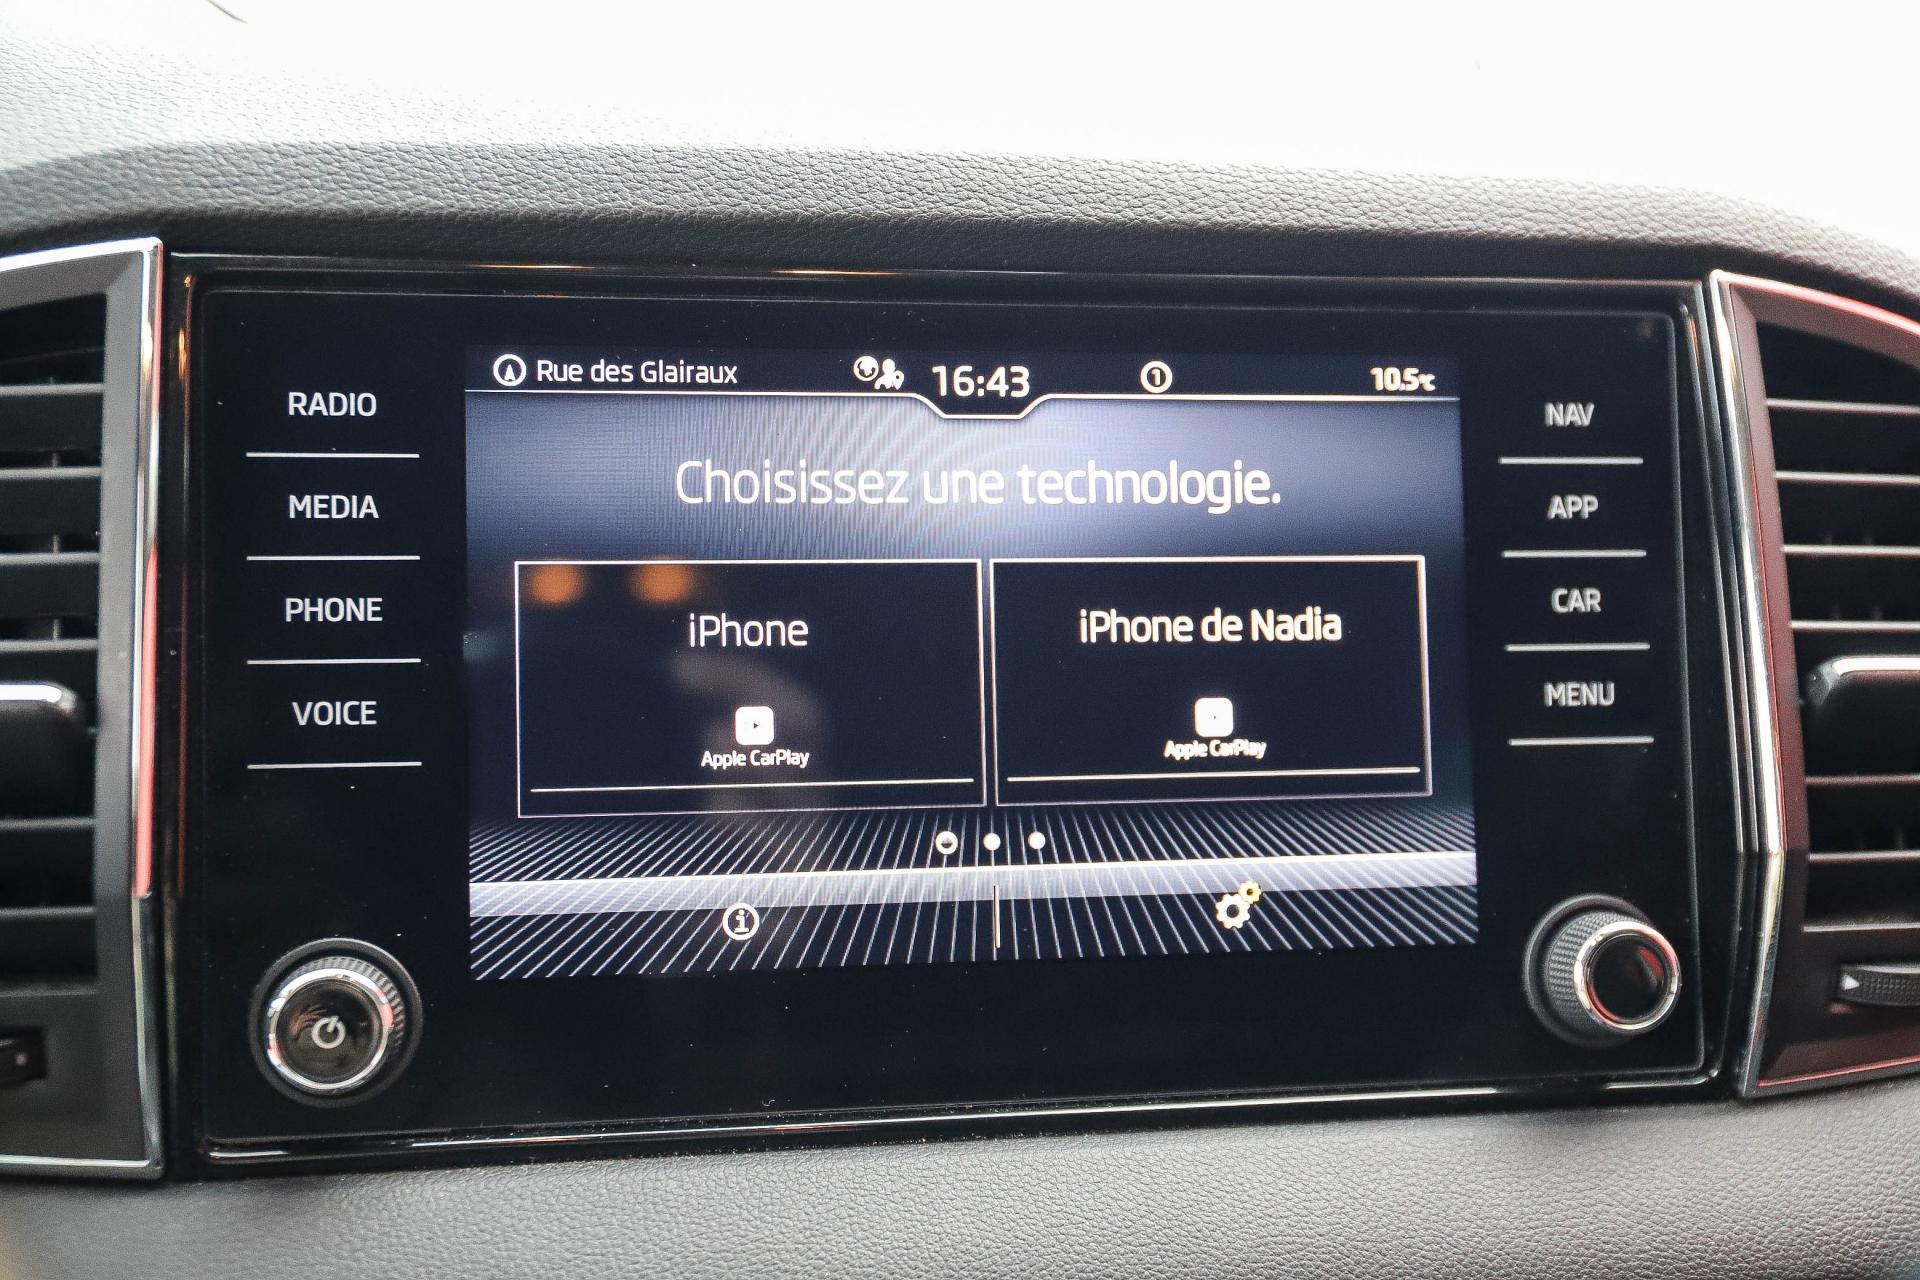 Rue des Glairaux
16:43
1
10.5°C
RADIO
MEDIA
PHONE
VOICE
Choisissez une technologie.
iPhone
Apple CarPlay
iPhone de Nadia
Apple CarPlay
i
NAV
APP
CAR
MENU